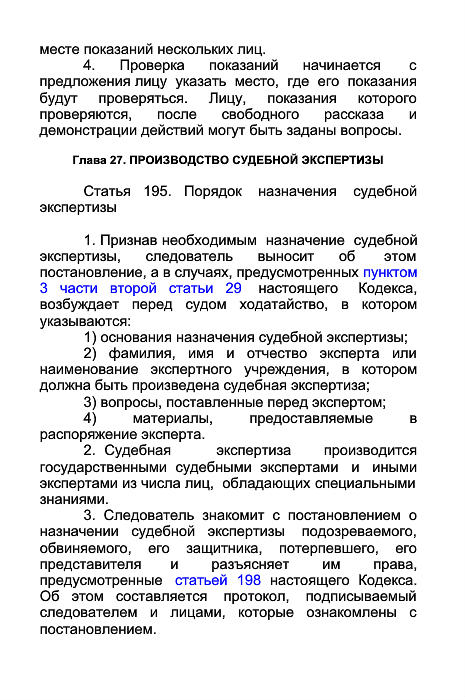 месте показаний нескольких лиц.
4. Проверка показаний начинается с
предложения лицу указать место, где его показания
будут проверяться. Лицу, показания которого
проверяются, после свободного рассказа и
демонстрации действий могут быть заданы вопросы.
Глава 27. ПРОИЗВОДСТВО СУДЕБНОЙ ЭКСПЕРТИЗЫ
Статья 195. Порядок назначения судебной
экспертизы
1. Признав необходимым назначение судебной
экспертизы, следователь выносит об этом
постановление, а в случаях, предусмотренных пунктом
3 части второй статьи 29 настоящего Кодекса,
возбуждает перед судом ходатайство, в котором
указываются:
1) основания назначения судебной экспертизы;
2) фамилия, имя и отчество эксперта или
наименование экспертного учреждения, в котором
должна быть произведена судебная экспертиза;
3) вопросы, поставленные перед экспертом;
4) материалы, предоставляемые в
распоряжение эксперта.
2. Судебная экспертиза производится
государственными судебными экспертами и иными
экспертами из числа лиц, обладающих специальными
знаниями.
3. Следователь знакомит с постановлением о
назначении судебной экспертизы подозреваемого,
обвиняемого, его защитника, потерпевшего, его
представителя и разъясняет им права,
предусмотренные статьей 198 настоящего Кодекса.
Об этом составляется протокол, подписываемый
следователем и лицами, которые ознакомлены с
постановлением.